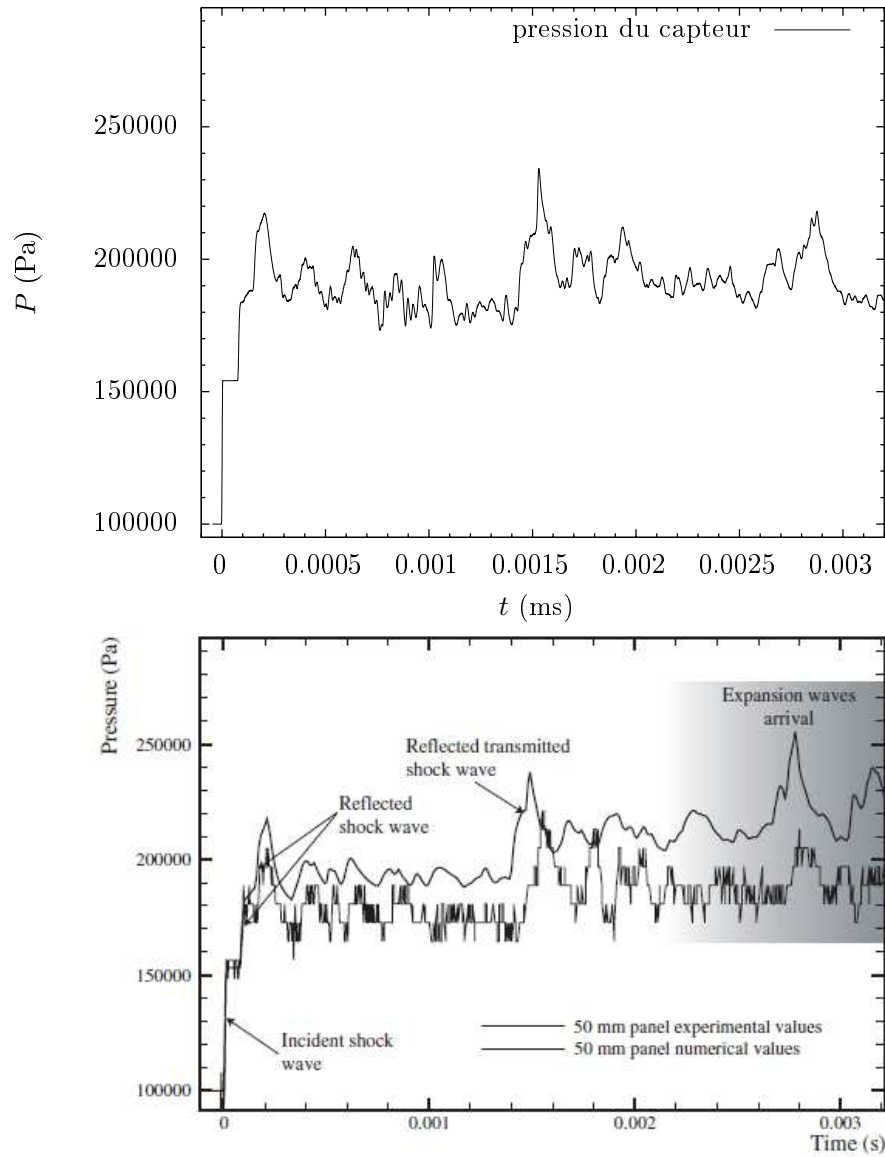 pression du capteur
250000
200000
150000
100000
P (Pa)
0 0.0005 0.001 0.0015 0.002 0.0025 0.003
t (ms)
Pressure (Pa)
Expansion waves
arrival
250000
Reflected transmitted
shock wave
Reflected
shock wave
200000
150000
Incident shock
wave
50 mm panel experimental values
50 mm panel numerical values
100000
0 0.001 0.002 0.003
Time (s)